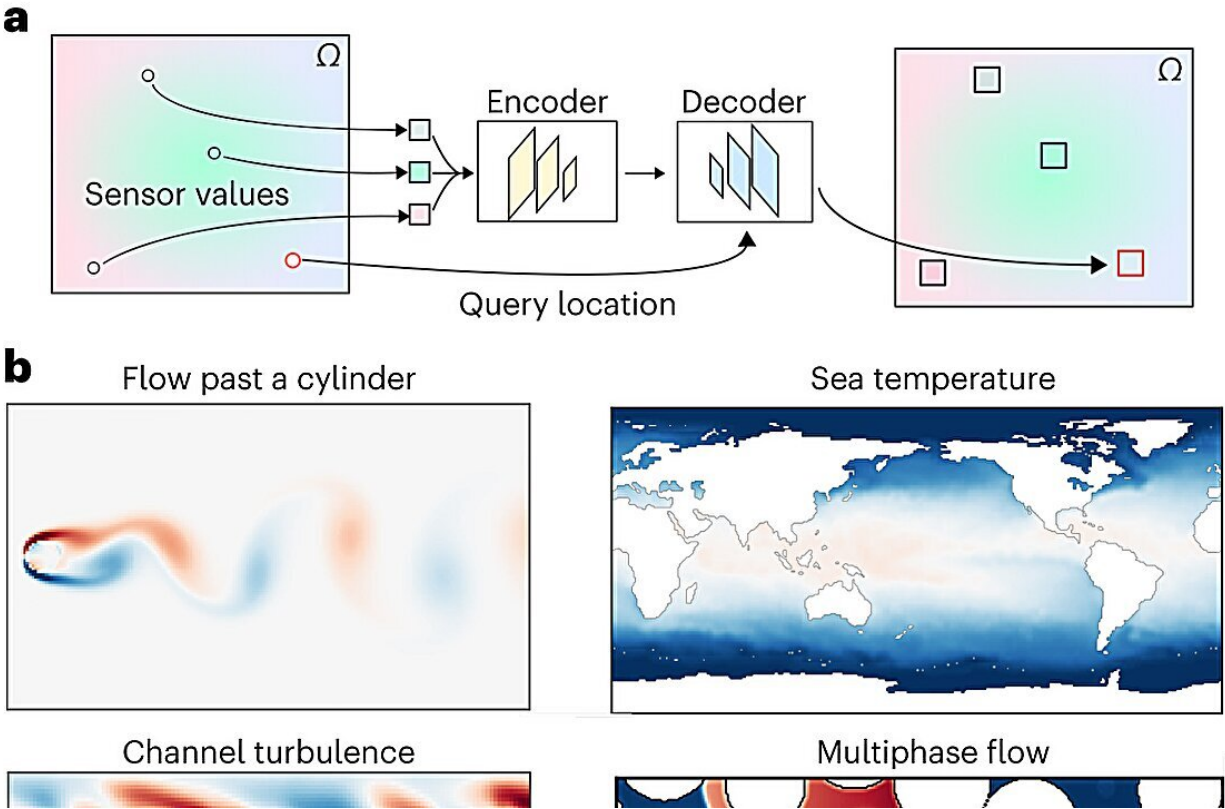 a
Ω
Sensor values
Encoder
Decoder
Ω
Query location
b
Flow past a cylinder
Sea temperature
Channel turbulence
Multiphase flow